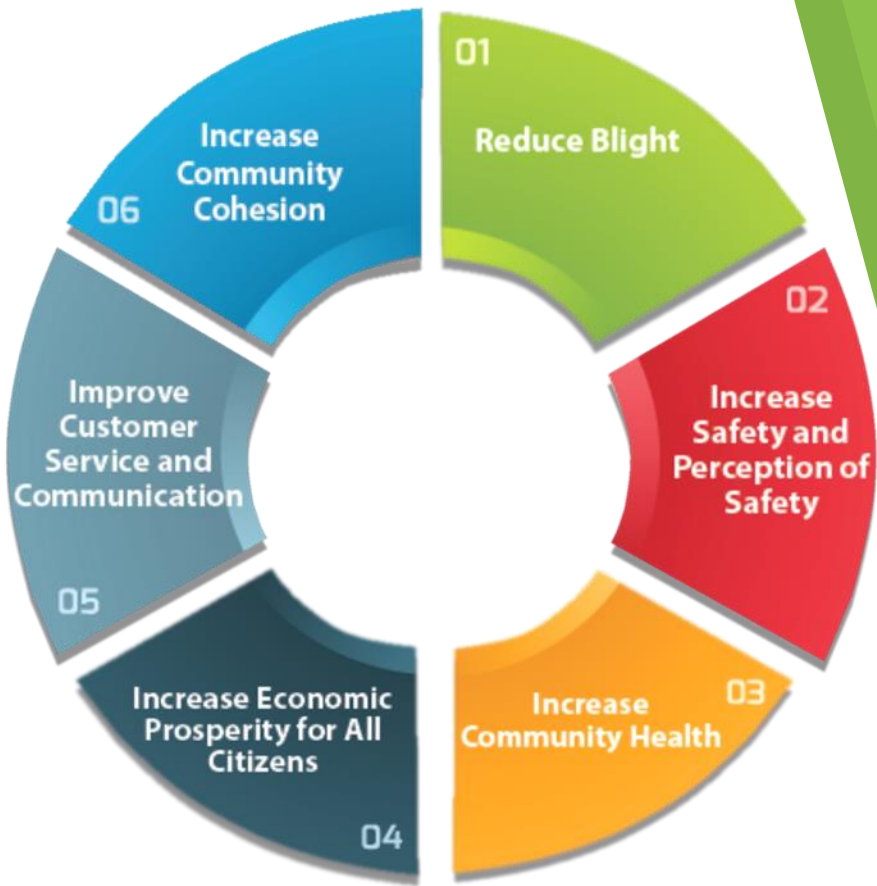 01
Reduce Blight
02
Increase
Safety and
Perception of
Safety
03
Increase
Community Health
04
Increase Economic
Prosperity for All
Citizens
05
Improve
Customer
Service and
Communication
06
Increase
Community
Cohesion